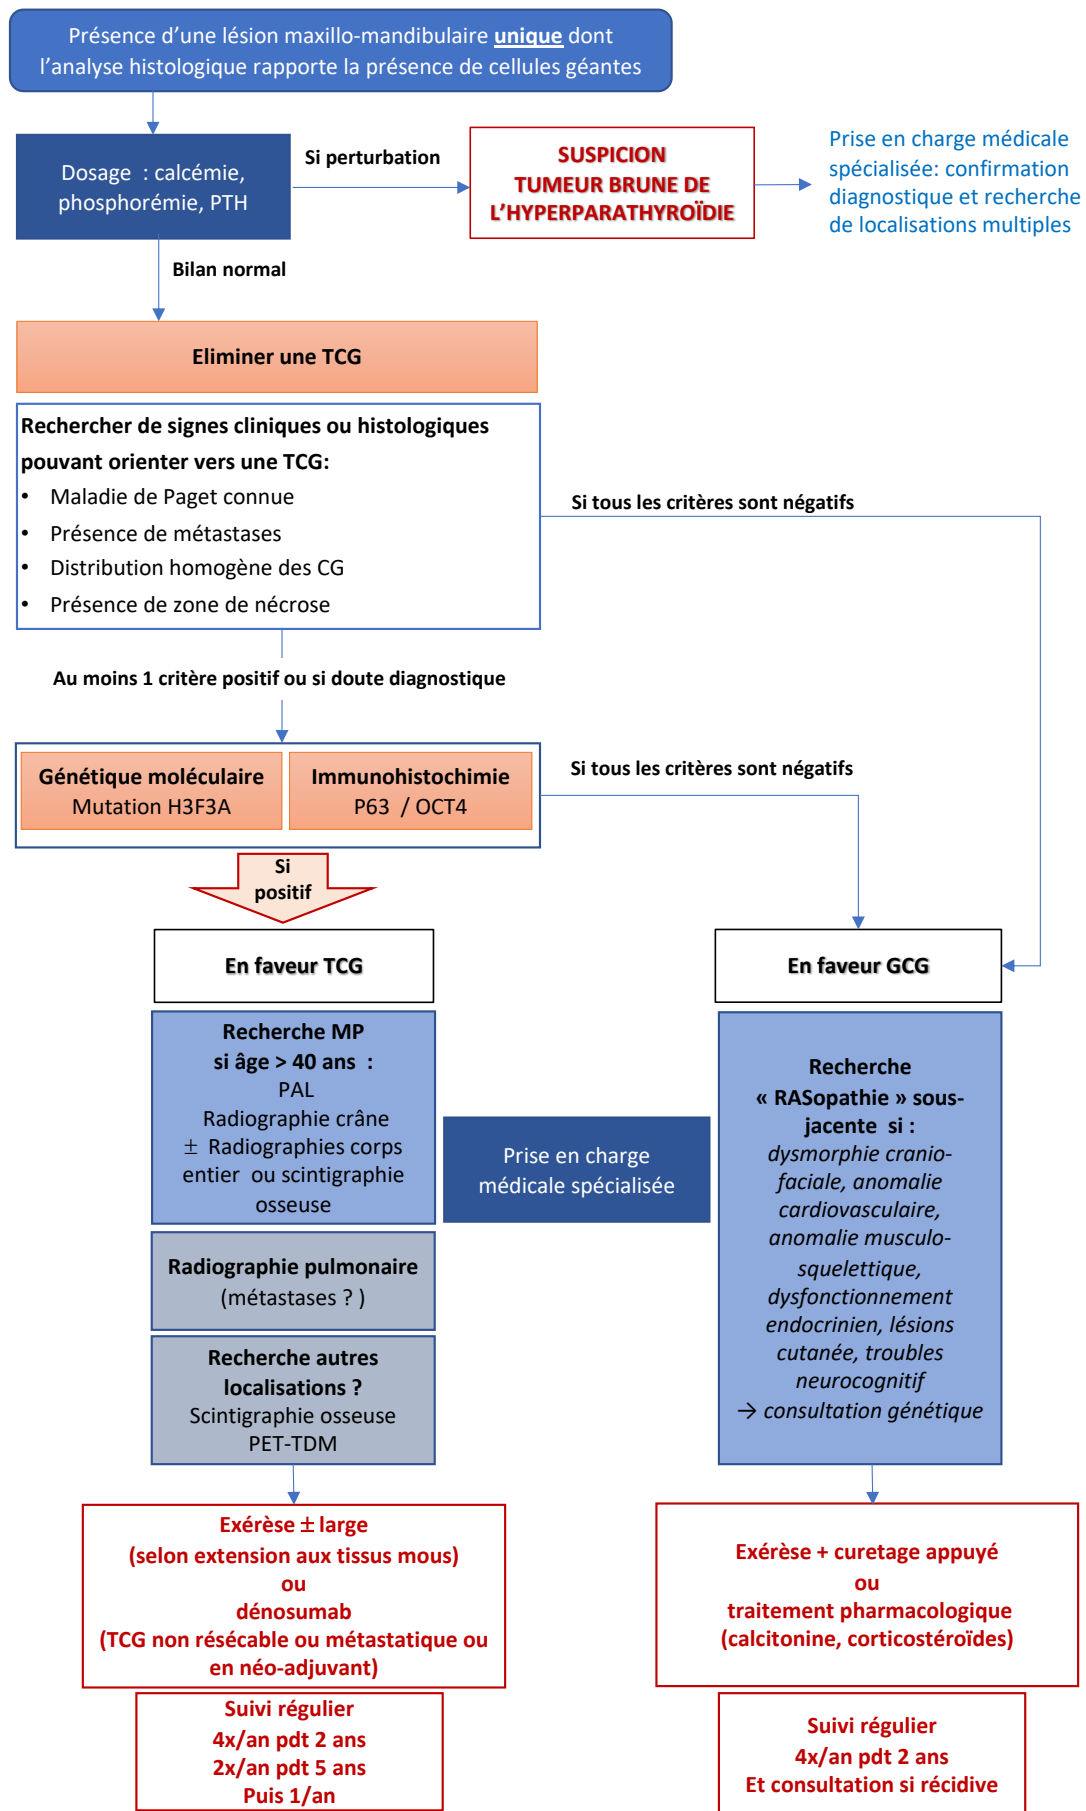 Présence d'une lésion maxillo-mandibulaire unique dont
l'analyse histologique rapporte la présence de cellules géantes
Dosage : calcémie,
phosphorémie, PTH
Si perturbation
SUSPICION
TUMEUR BRUNE DE
L'HYPERPARATHYROÏDIE
Prise en charge médicale
spécialisée: confirmation
diagnostique et recherche
de localisations multiples
Bilan normal
Eliminer une TCG
Rechercher de signes cliniques ou histologiques
pouvant orienter vers une TCG:
• Maladie de Paget connue
• Présence de métastases
• Distribution homogène des CG
• Présence de zone de nécrose
Si tous les critères sont négatifs
Au moins 1 critère positif ou si doute diagnostique
Génétique moléculaire
Mutation H3F3A
Immunohistochimie
P63 / OCT4
Si tous les critères sont négatifs
Si
positif
En faveur TCG
En faveur GCG
Recherche MP
si âge > 40 ans :
PAL
Radiographie crâne
± Radiographies corps
entier ou scintigraphie
osseuse
Radiographie pulmonaire
(métastases ? )
Recherche autres
localisations ?
Scintigraphie osseuse
PET-TDM
Prise en charge
médicale spécialisée
Recherche
« RASopathie » sous-
jacente si :
dysmorphie cranio-
faciale, anomalie
cardiovasculaire,
anomalie musculo-
squelettique,
dysfonctionnement
endocrinien, lésions
cutanée, troubles
neurocognitif
→ consultation génétique
Exérèse ± large
(selon extension aux tissus mous)
ou
dénosumab
(TCG non résécable ou métastatique ou
en néo-adjuvant)
Suivi régulier
4x/an pdt 2 ans
2x/an pdt 5 ans
Puis 1/an
Exérèse + curetage appuyé
ou
traitement pharmacologique
(calcitonine, corticostéroïdes)
Suivi régulier
4x/an pdt 2 ans
Et consultation si récidive